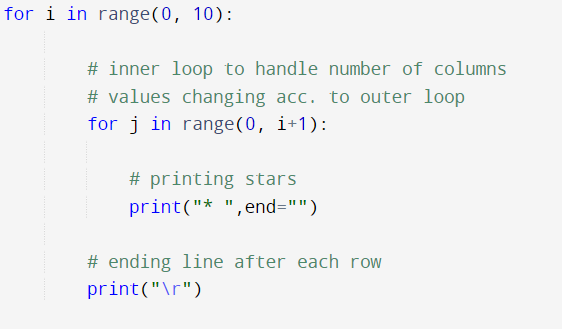 for i in range(0, 10):
# inner loop to handle number of columns
# values changing acc. to outer loop
for j in range(0, i+1):
# printing stars
print("* ",end="")
# ending line after each row
print("\r")